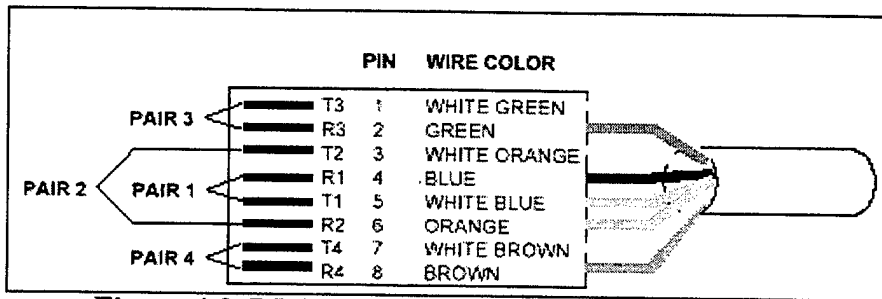 PIN WIRE COLOR
PAIR 3
T3 1 WHITE GREEN
R3 2 GREEN
T2 3 WHITE ORANGE
PAIR 2
PAIR 1
R1 4 BLUE
T1 5 WHITE BLUE
R2 6 ORANGE
PAIR 4
T4 7 WHITE BROWN
R4 8 BROWN